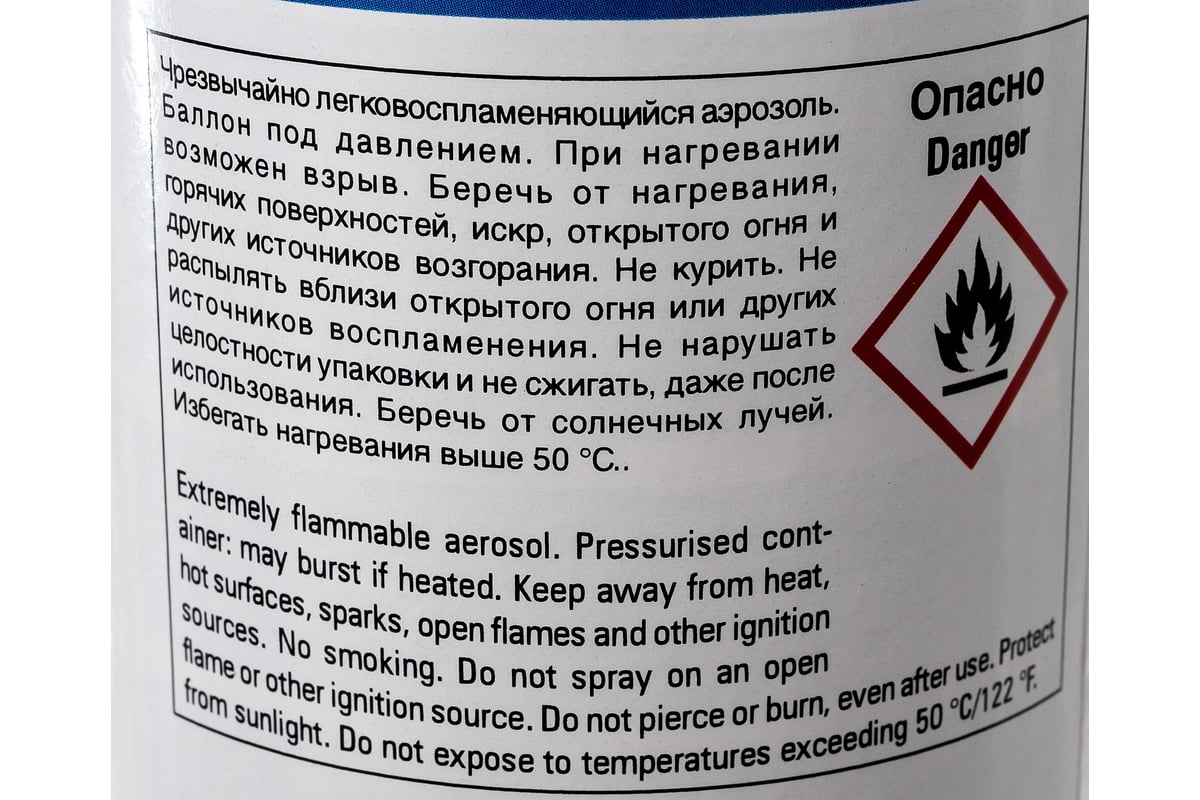 Чрезвычайно легковоспламеняющийся аэрозоль.
Баллон под давлением. При нагревании
возможен взрыв. Беречь от нагревания,
горячих поверхностей, искр, открытого огня и
других источников возгорания. Не курить. Не
распылять вблизи открытого огня или других
источников воспламенения. Не нарушать
целостности упаковки и не сжигать, даже после
использования. Беречь от солнечных лучей.
Избегать нагревания выше 50 °C..
Опасно
Danger
Extremely flammable aerosol. Pressurised cont-
ainer: may burst if heated. Keep away from heat,
hot surfaces, sparks, open flames and other ignition
sources. No smoking. Do not spray on an open
flame or other ignition source. Do not pierce or burn, even after use. Protect
from sunlight. Do not expose to temperatures exceeding 50 °C/122 °F.